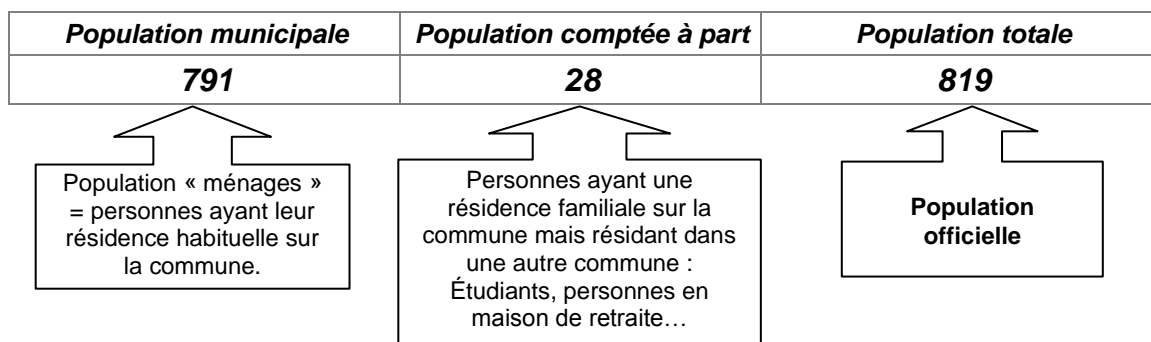 Population municipale Population comptée à part Population totale
791 28 819
Population « ménages »
= personnes ayant leur
résidence habituelle sur
la commune.
Personnes ayant une
résidence familiale sur la
commune mais résidant dans
une autre commune :
Étudiants, personnes en
maison de retraite…
Population
officielle